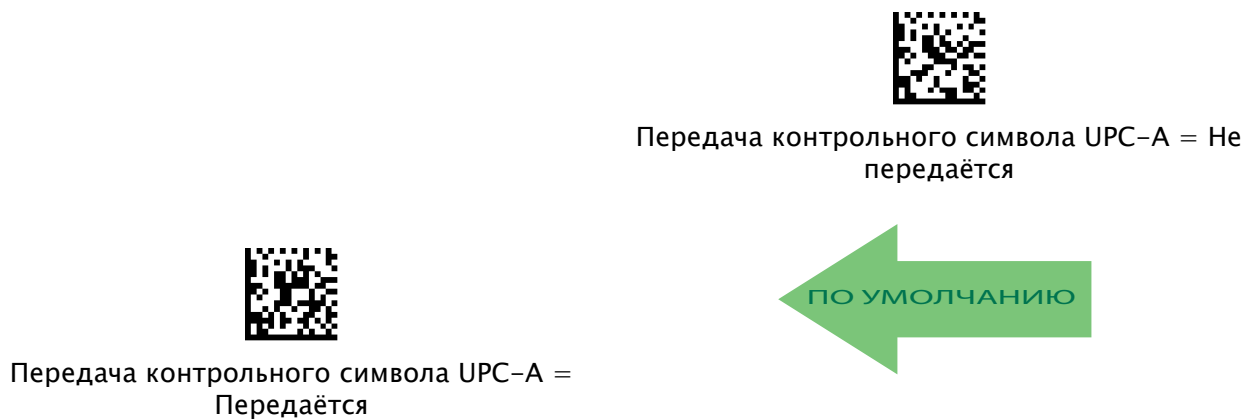 Передача контрольного символа UPC-A = Не
передаётся
ПО УМОЛЧАНИЮ
Передача контрольного символа UPC-A =
Передаётся